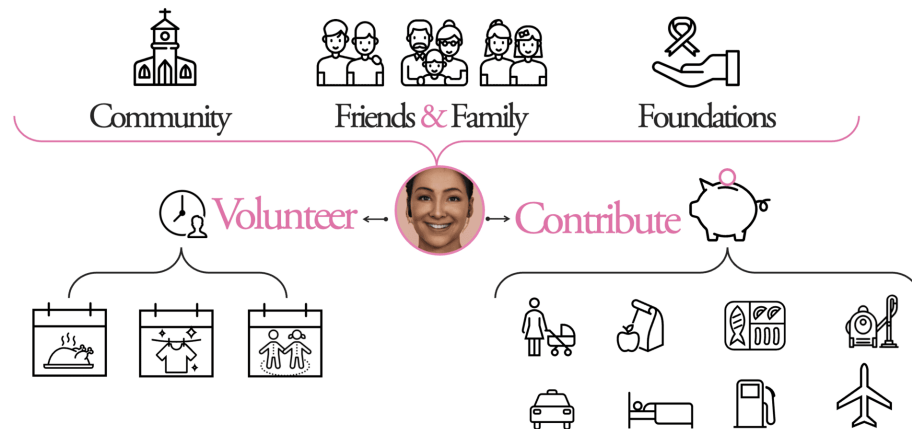 Community
Friends & Family
Foundations
Volunteer
Contribute